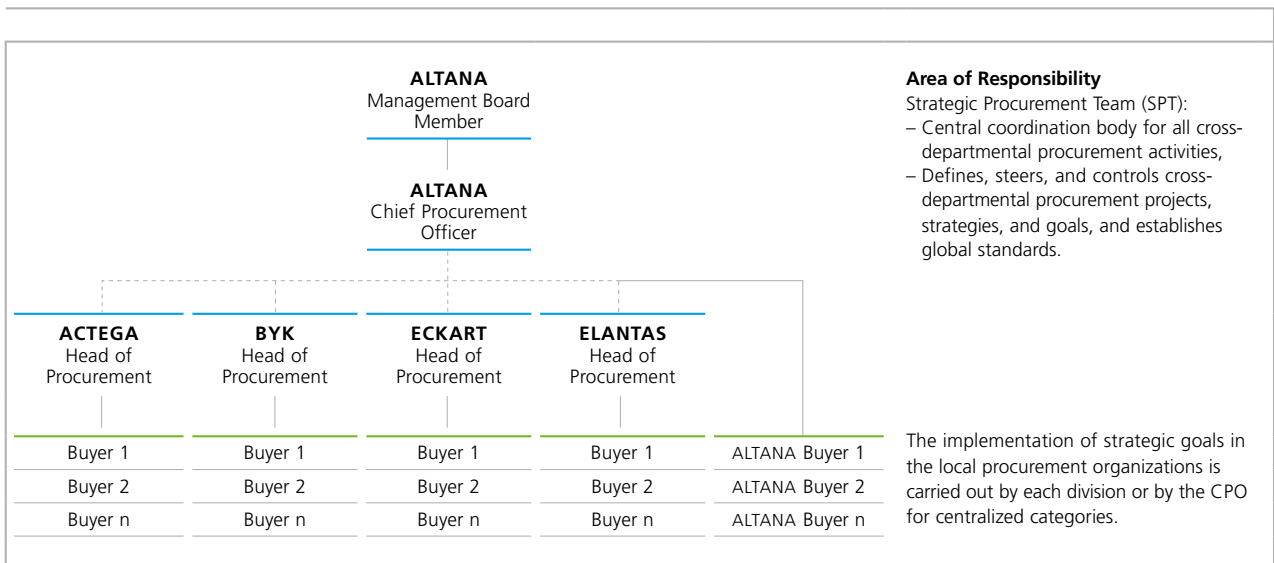 ALTANA
Management Board
Member
ALTANA
Chief Procurement
Officer
Area of Responsibility
Strategic Procurement Team (SPT):
– Central coordination body for all cross-
departmental procurement activities,
– Defines, steers, and controls cross-
departmental procurement projects,
strategies, and goals, and establishes
global standards.
ACTEGA
Head of
Procurement
BYK
Head of
Procurement
ECKART
Head of
Procurement
ELANTAS
Head of
Procurement
Buyer 1
Buyer 1
Buyer 1
Buyer 1
ALTANA Buyer 1
Buyer 2
Buyer 2
Buyer 2
Buyer 2
ALTANA Buyer 2
Buyer n
Buyer n
Buyer n
Buyer n
ALTANA Buyer n
The implementation of strategic goals in
the local procurement organizations is
carried out by each division or by the CPO
for centralized categories.